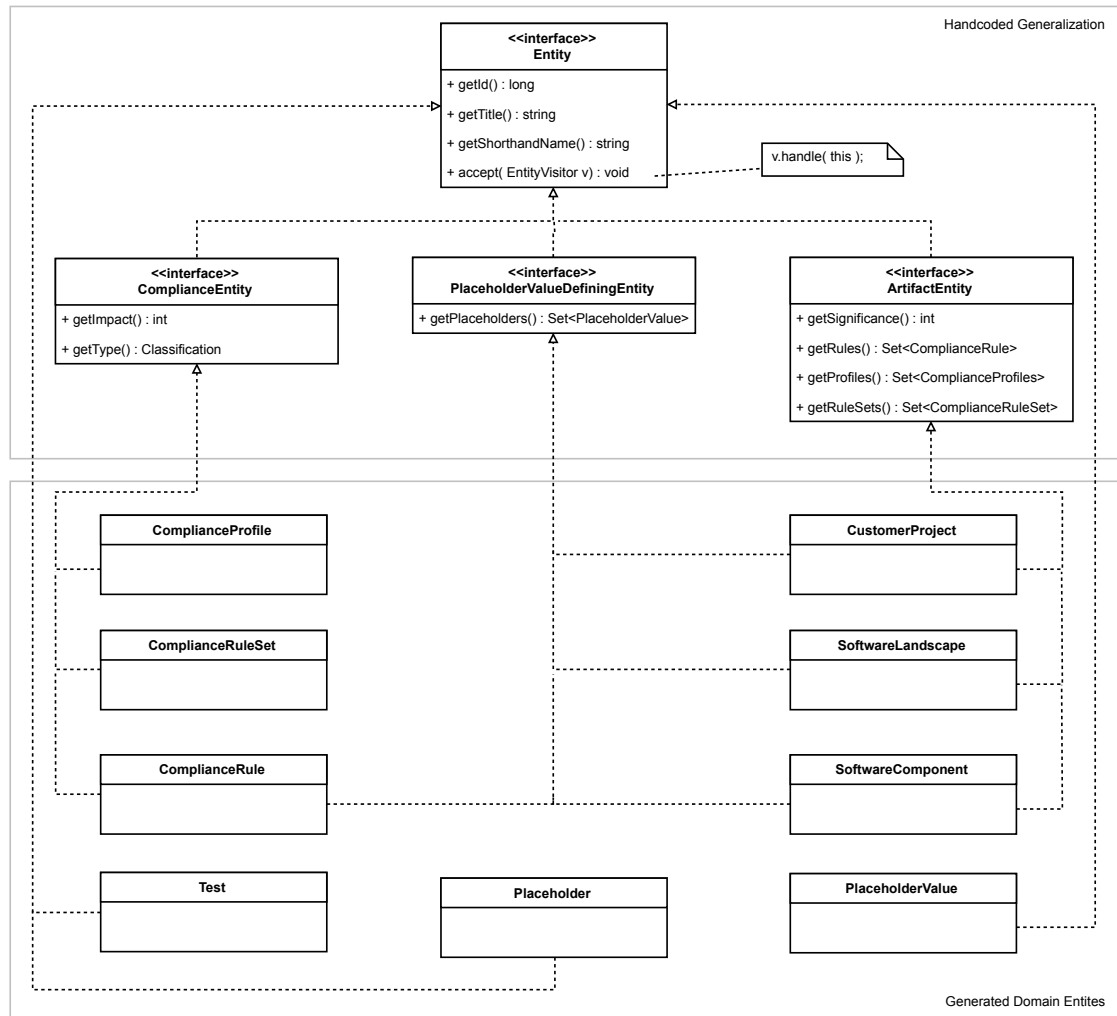 Handcoded Generalization
<<interface>>
Entity
+ getId() : long
+ getTitle() : string
+ getShorthandName() : string
+ accept( EntityVisitor v) : void
v.handle( this );
<<interface>>
ComplianceEntity
+ getImpact() : int
+ getType() : Classification
<<interface>>
PlaceholderValueDefiningEntity
+ getPlaceholders() : Set<PlaceholderValue>
<<interface>>
ArtifactEntity
+ getSignificance() : int
+ getRules() : Set<ComplianceRule>
+ getProfiles() : Set<ComplianceProfiles>
+ getRuleSets() : Set<ComplianceRuleSet>
ComplianceProfile
CustomerProject
ComplianceRuleSet
SoftwareLandscape
ComplianceRule
SoftwareComponent
Test
Placeholder
PlaceholderValue
Generated Domain Entites